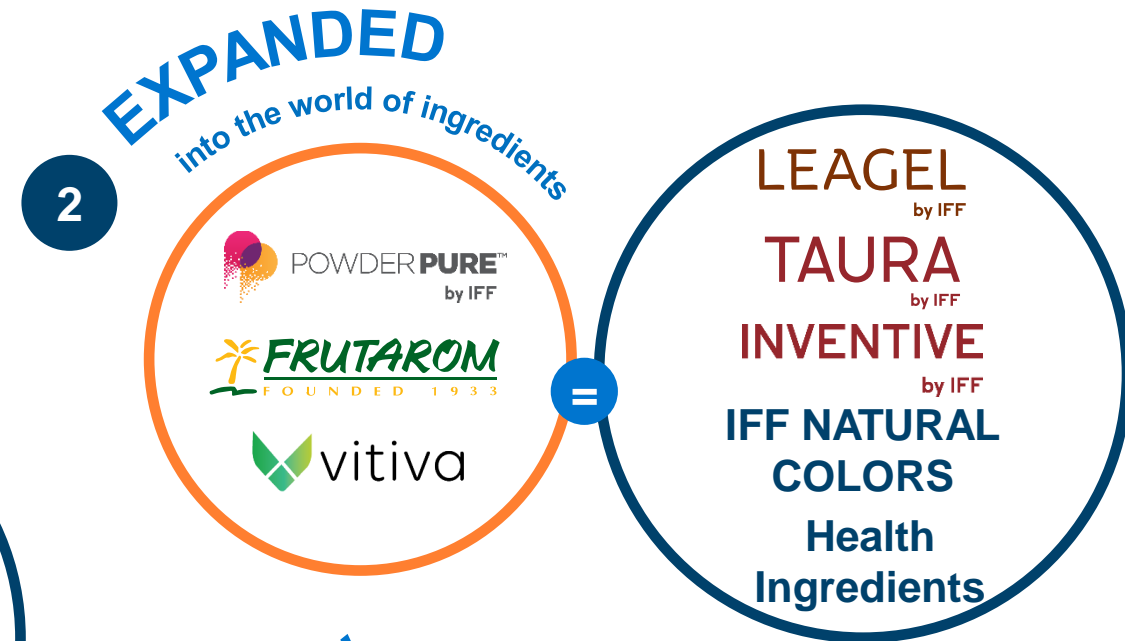 EXPANDED
into the world of ingredients
2
POWDERPURE™
by IFF
FRUTAROM
FOUNDED 1933
vitiva
=
LEAGEL
by IFF
TAURA
by IFF
INVENTIVE
by IFF
IFF NATURAL
COLORS
Health
Ingredients